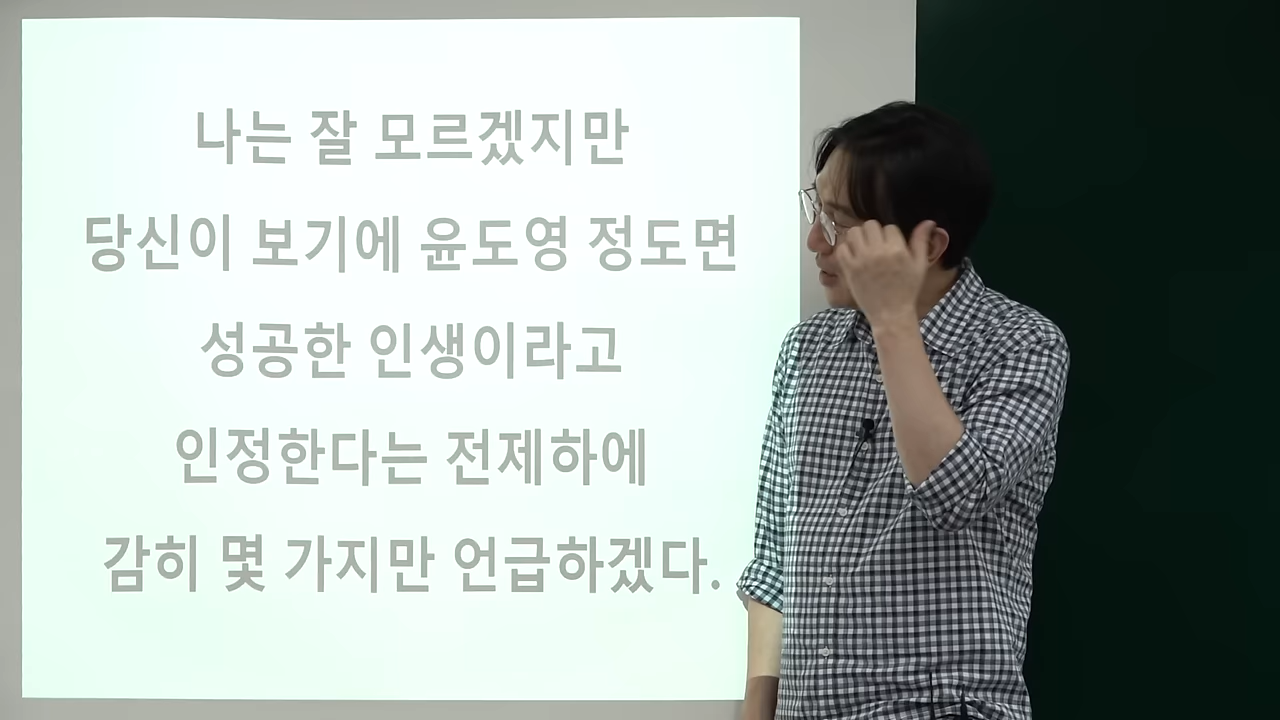 나는 잘 모르겠지만
당신이 보기에 윤도영 정도면
성공한 인생이라고
인정한다는 전제하에
감히 몇 가지만 언급하겠다.